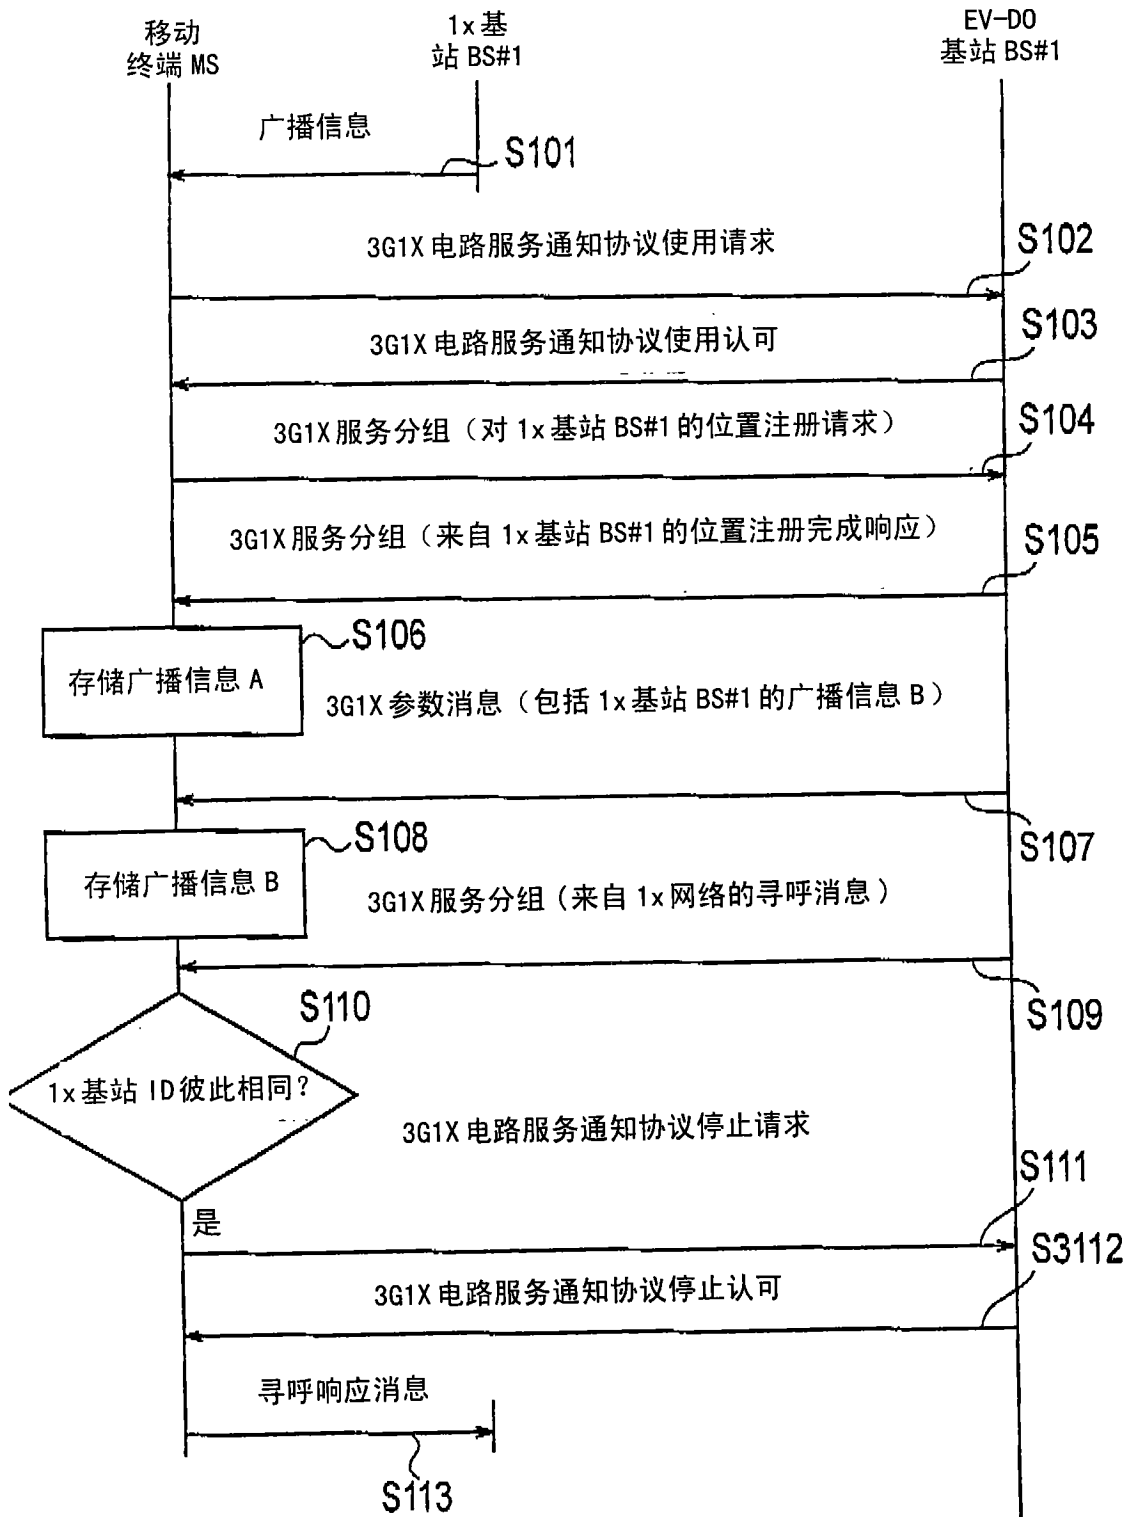 移动
终端 MS
1x 基
站 BS#1
EV-DO
基站 BS#1
广播信息
S101
3G1X 电路服务通知协议使用请求
S102
3G1X 电路服务通知协议使用认可
S103
3G1X 服务分组（对 1x 基站 BS#1 的位置注册请求）
S104
3G1X 服务分组（来自 1x 基站 BS#1 的位置注册完成响应）
S105
S106
存储广播信息 A
3G1X 参数消息（包括 1x 基站 BS#1 的广播信息 B）
S107
S108
存储广播信息 B
3G1X 服务分组（来自 1x 网络的寻呼消息）
S109
S110
1x 基站 ID 彼此相同？
3G1X 电路服务通知协议停止请求
S111
是
S3112
3G1X 电路服务通知协议停止认可
寻呼响应消息
S113